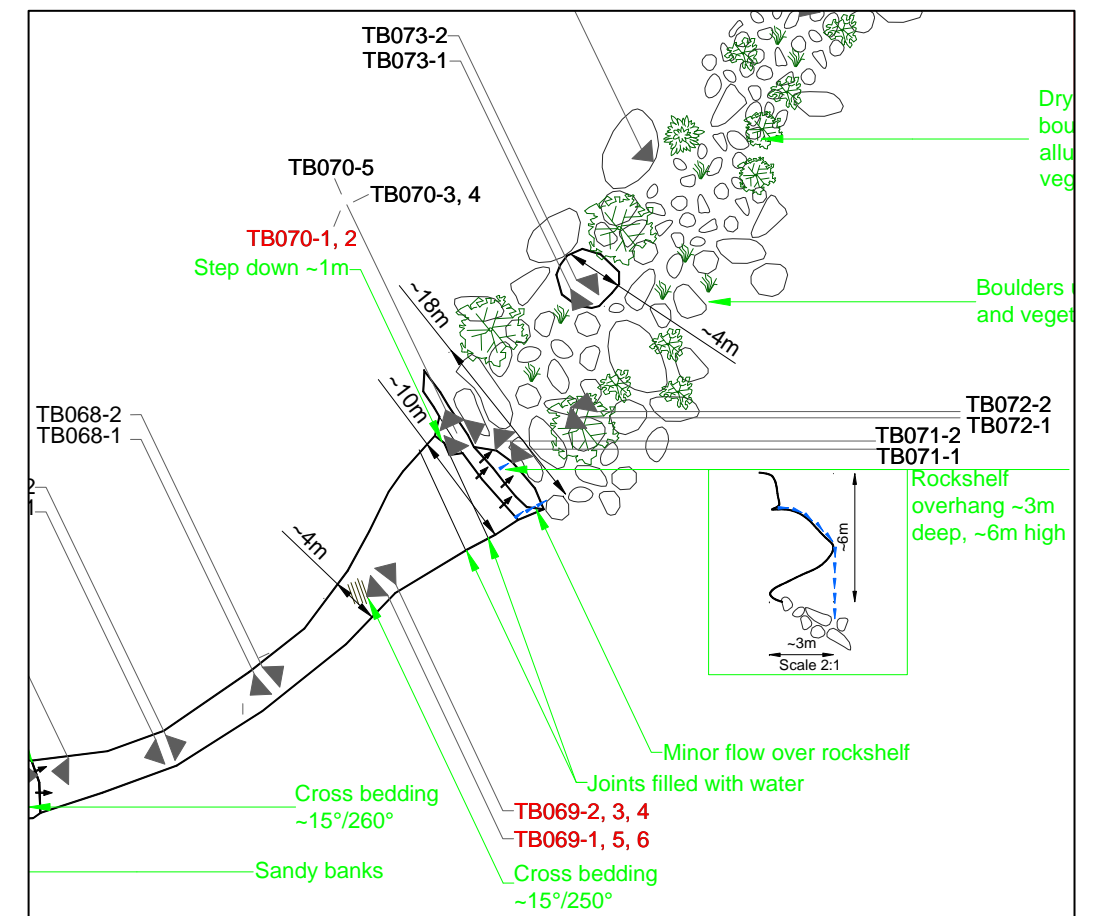 TB073-2
TB073-1
Dry
bou
allu
veg
TB070-5
TB070-3, 4
TB070-1, 2
Step down ~1m
~18m
~4m
Boulders
and veget
~10m
TB068-2
TB068-1
TB072-2
TB072-1
TB071-2
TB071-1
Rockshelf
overhang ~3m
deep, ~6m high
~6m
~3m
Scale 2:1
2
1
~4m
Minor flow over rockshelf
Joints filled with water
Cross bedding
~15°/260°
TB069-2, 3, 4
TB069-1, 5, 6
Sandy banks
Cross bedding
~15°/250°